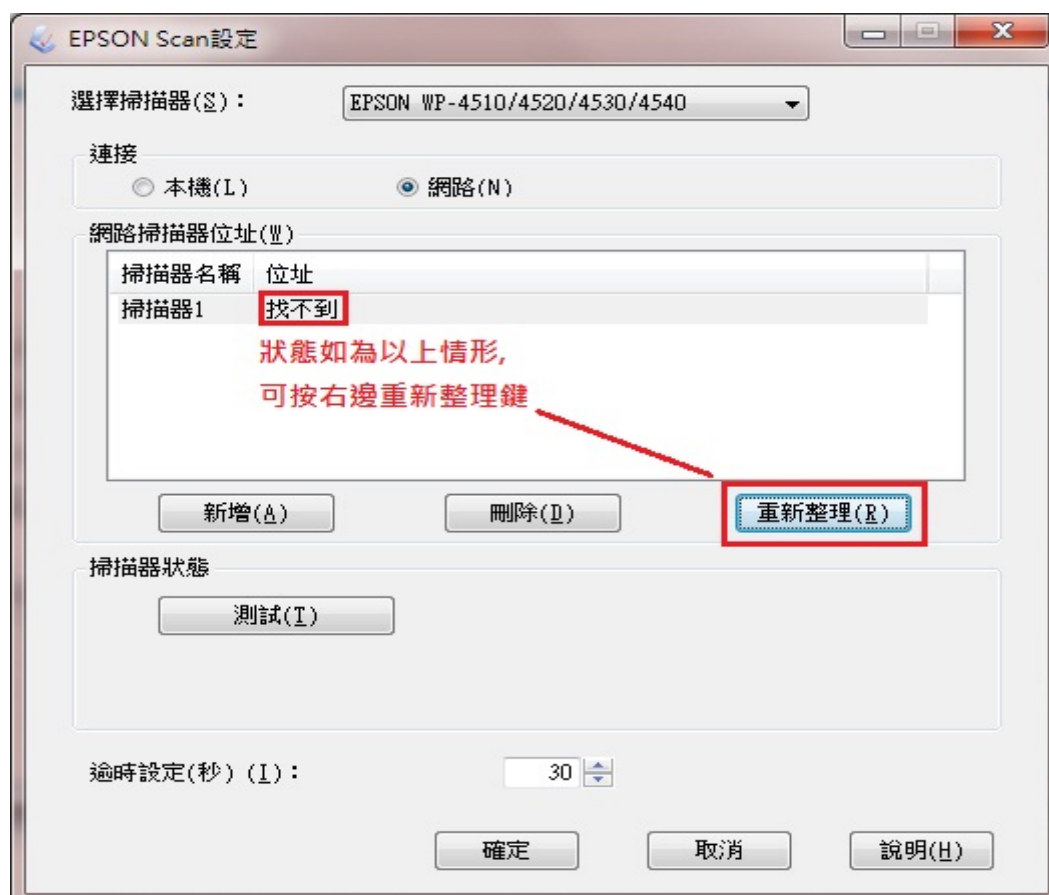 EPSON Scan設定
選擇掃描器(S)： EPSON WP-4510/4520/4530/4540
連接
本機(L) 網路(N)
網路掃描器位址(W)
掃描器名稱 位址
掃描器1 找不到
狀態如為以上情形,
可按右邊重新整理鍵
新增(A) 刪除(D) 重新整理(R)
掃描器狀態
測試(T)
逾時設定(秒) (I)： 30
確定 取消 說明(H)